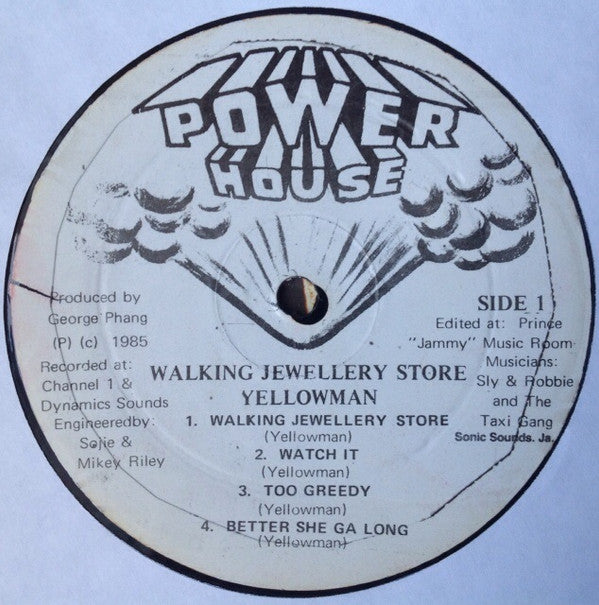 POWER
HOUSE
Produced by
George Phang
(P) (c) 1985
Recorded at:
Channel 1 &
Dynamics Sounds
Engineeredby:
Sojie &
Mikey Riley
SIDE 1
Edited at: Prince
"Jammy" Music Room
Musicians:
Sly & Robbie
and The
Taxi Gang
Sonic Sounds. Ja.
WALKING JEWELLERY STORE
YELLOWMAN
1. WALKING JEWELLERY STORE
(Yellowman)
2. WATCH IT
(Yellowman)
3. TOO GREEDY
(Yellowman)
4. BETTER SHE GA LONG
(Yellowman)